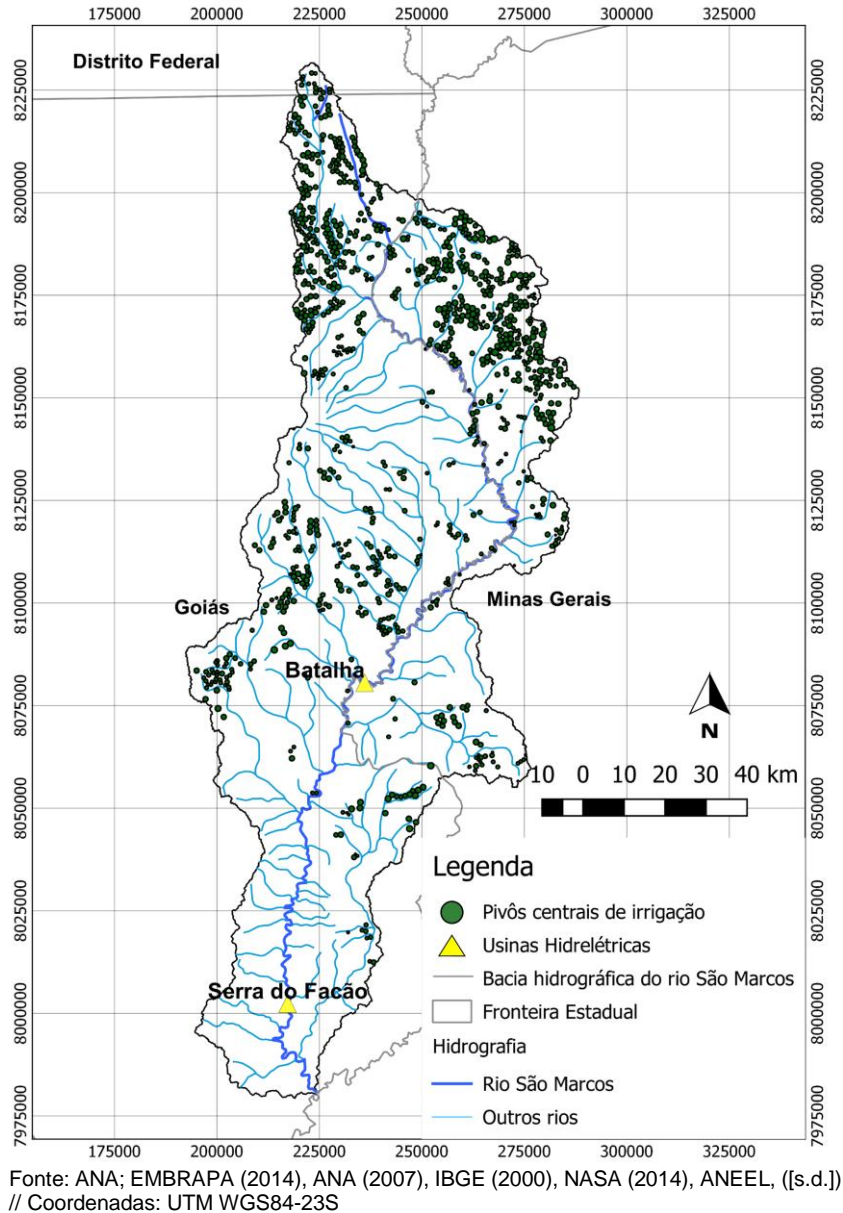 175000 200000 225000 250000 275000 300000 325000
Distrito Federal
8225000 8225000
8200000 8200000
8175000 8175000
8150000 8150000
8125000 8125000
8100000 8100000
Goiás
Minas Gerais
Batalha
8075000 8075000
N
10 0 10 20 30 40 km
8050000 8050000
Legenda
Pivôs centrais de irrigação
8025000 8025000
Usinas Hidrelétricas
Bacia hidrográfica do rio São Marcos
Serra do Facão
Fronteira Estadual
8000000 8000000
Hidrografia
Rio São Marcos
Outros rios
7975000 7975000
175000 200000 225000 250000 275000 300000 325000
Fonte: ANA; EMBRAPA (2014), ANA (2007), IBGE (2000), NASA (2014), ANEEL, ([s.d.])
// Coordenadas: UTM WGS84-23S